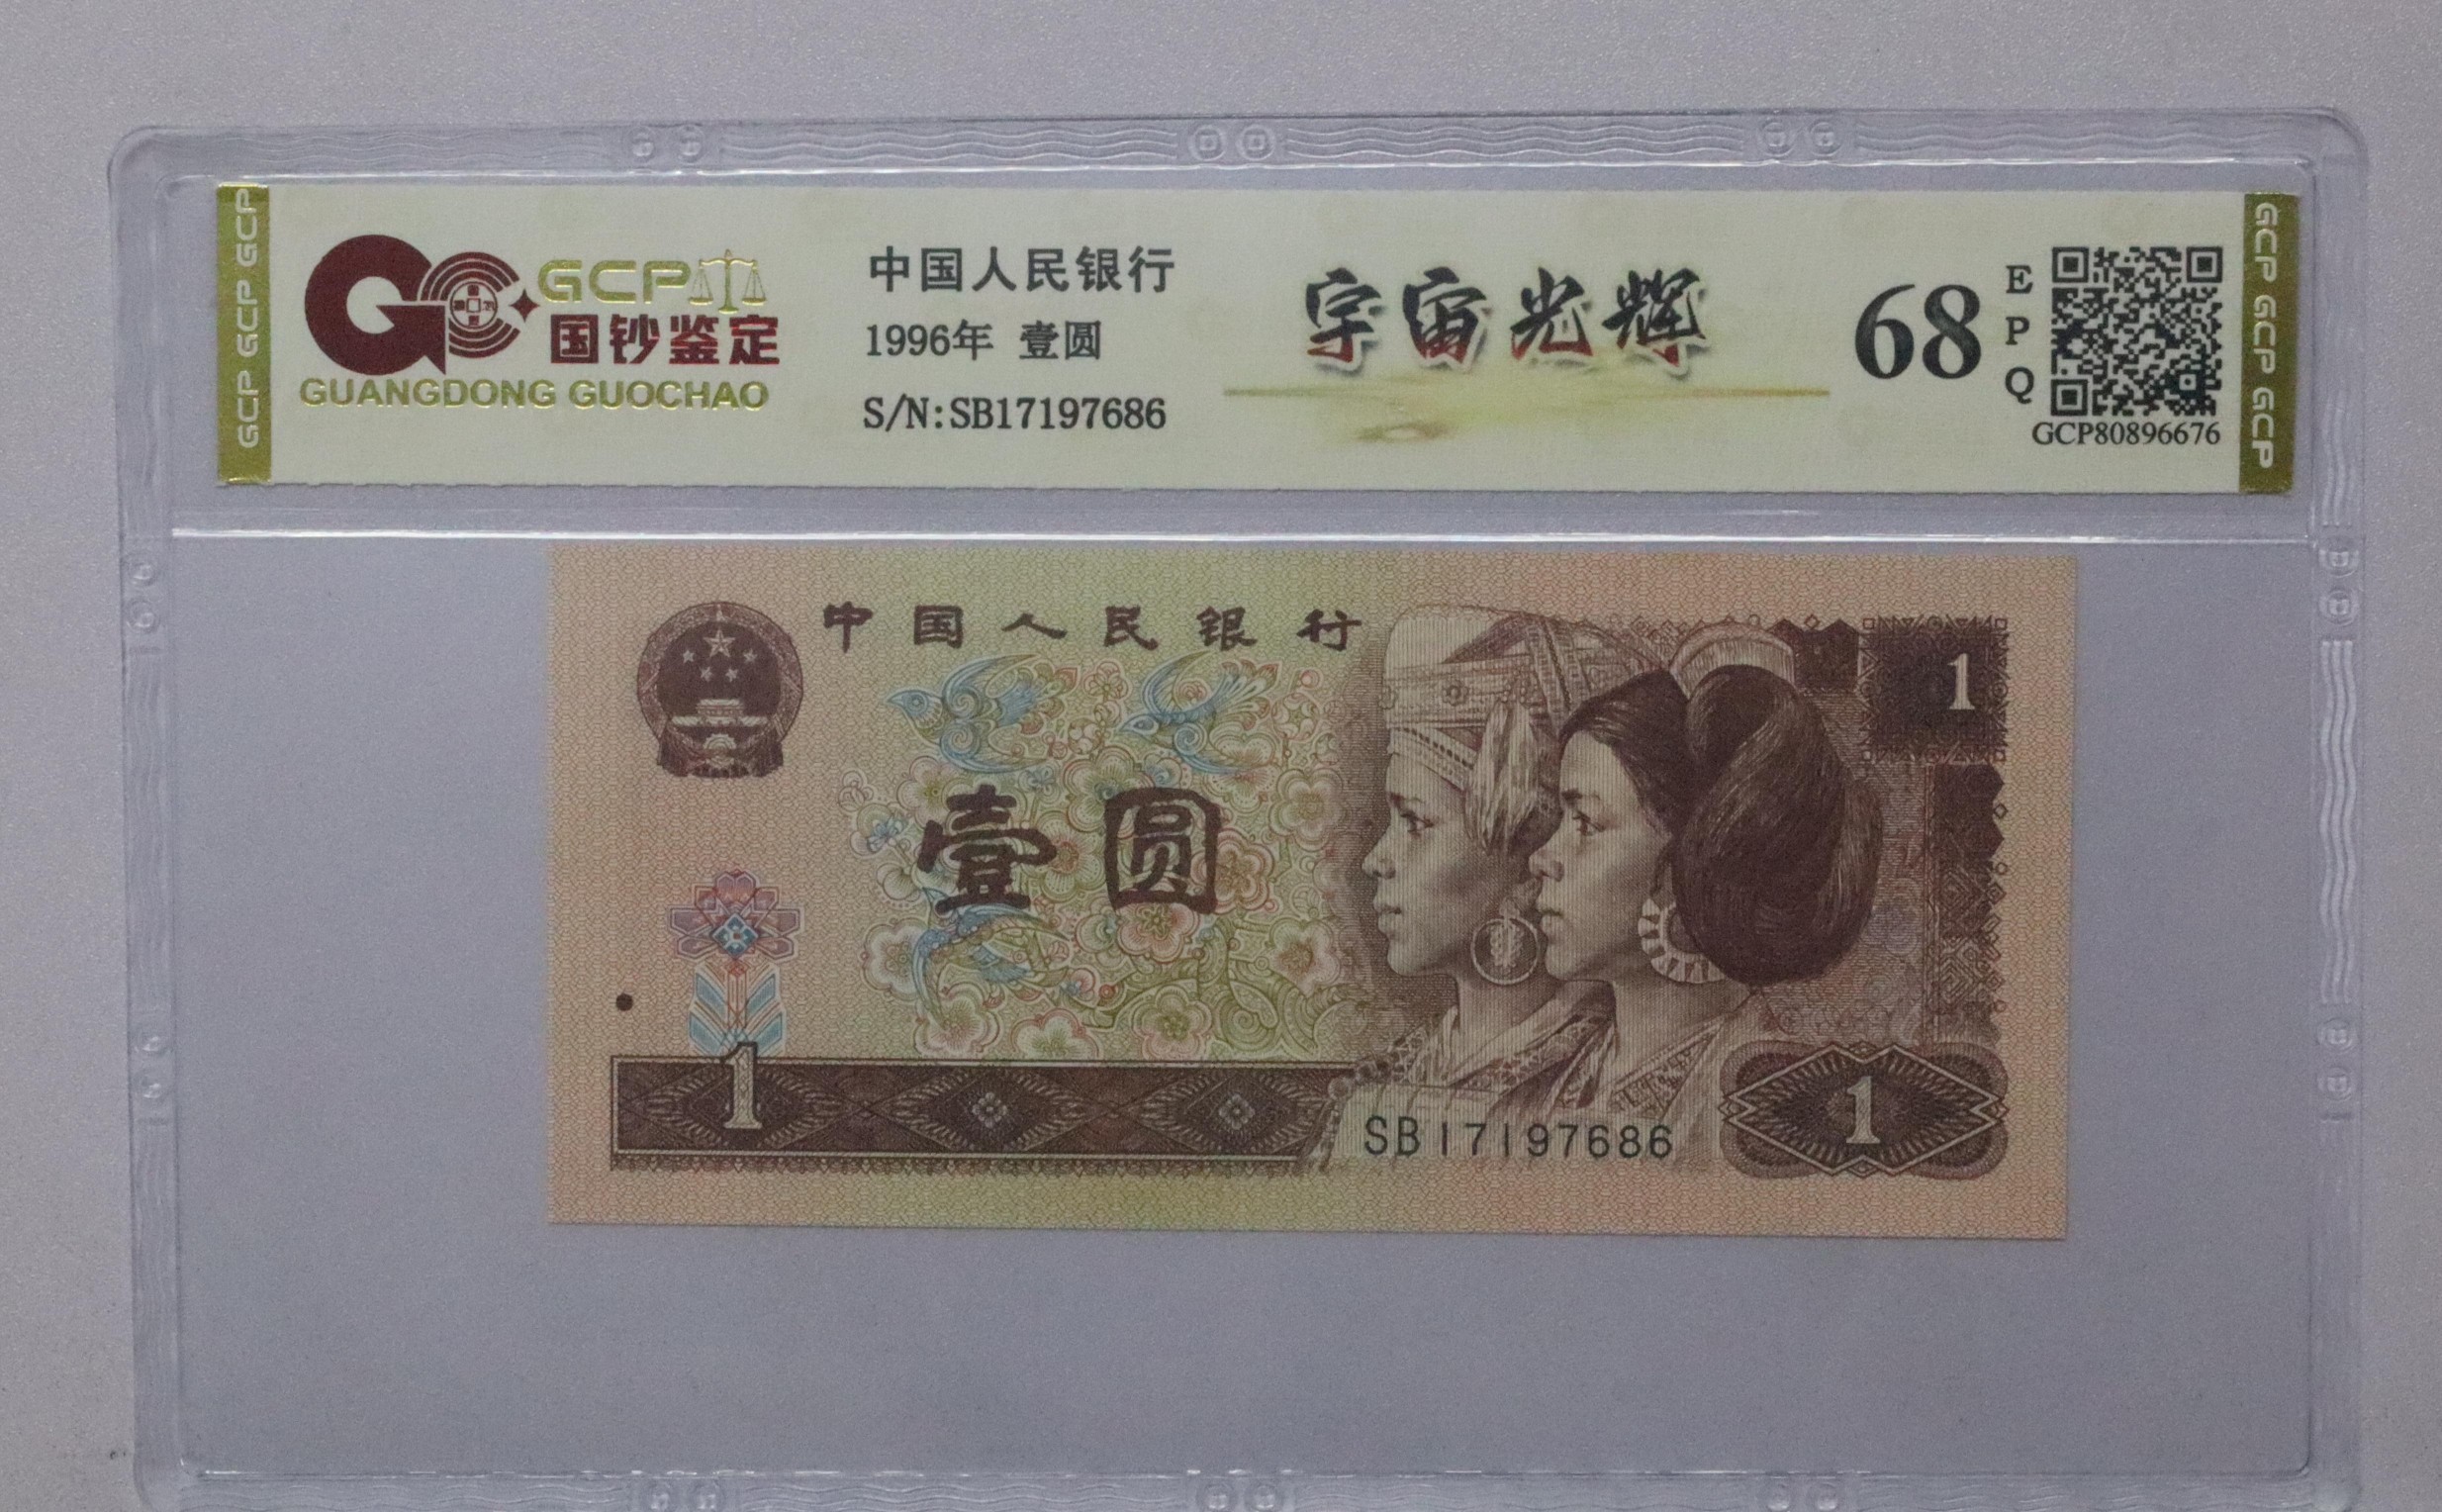 GCP GCP GCP
GCP
国钞鉴定
GUANGDONG GUOCHAO
中国人民银行
1996年 壹圆
S/N:SB17197686
宇宙光辉
68
EPQ
GCP80896676
GCP GCP GCP
中国人民银行
1
壹圆
1
SB17197686
1